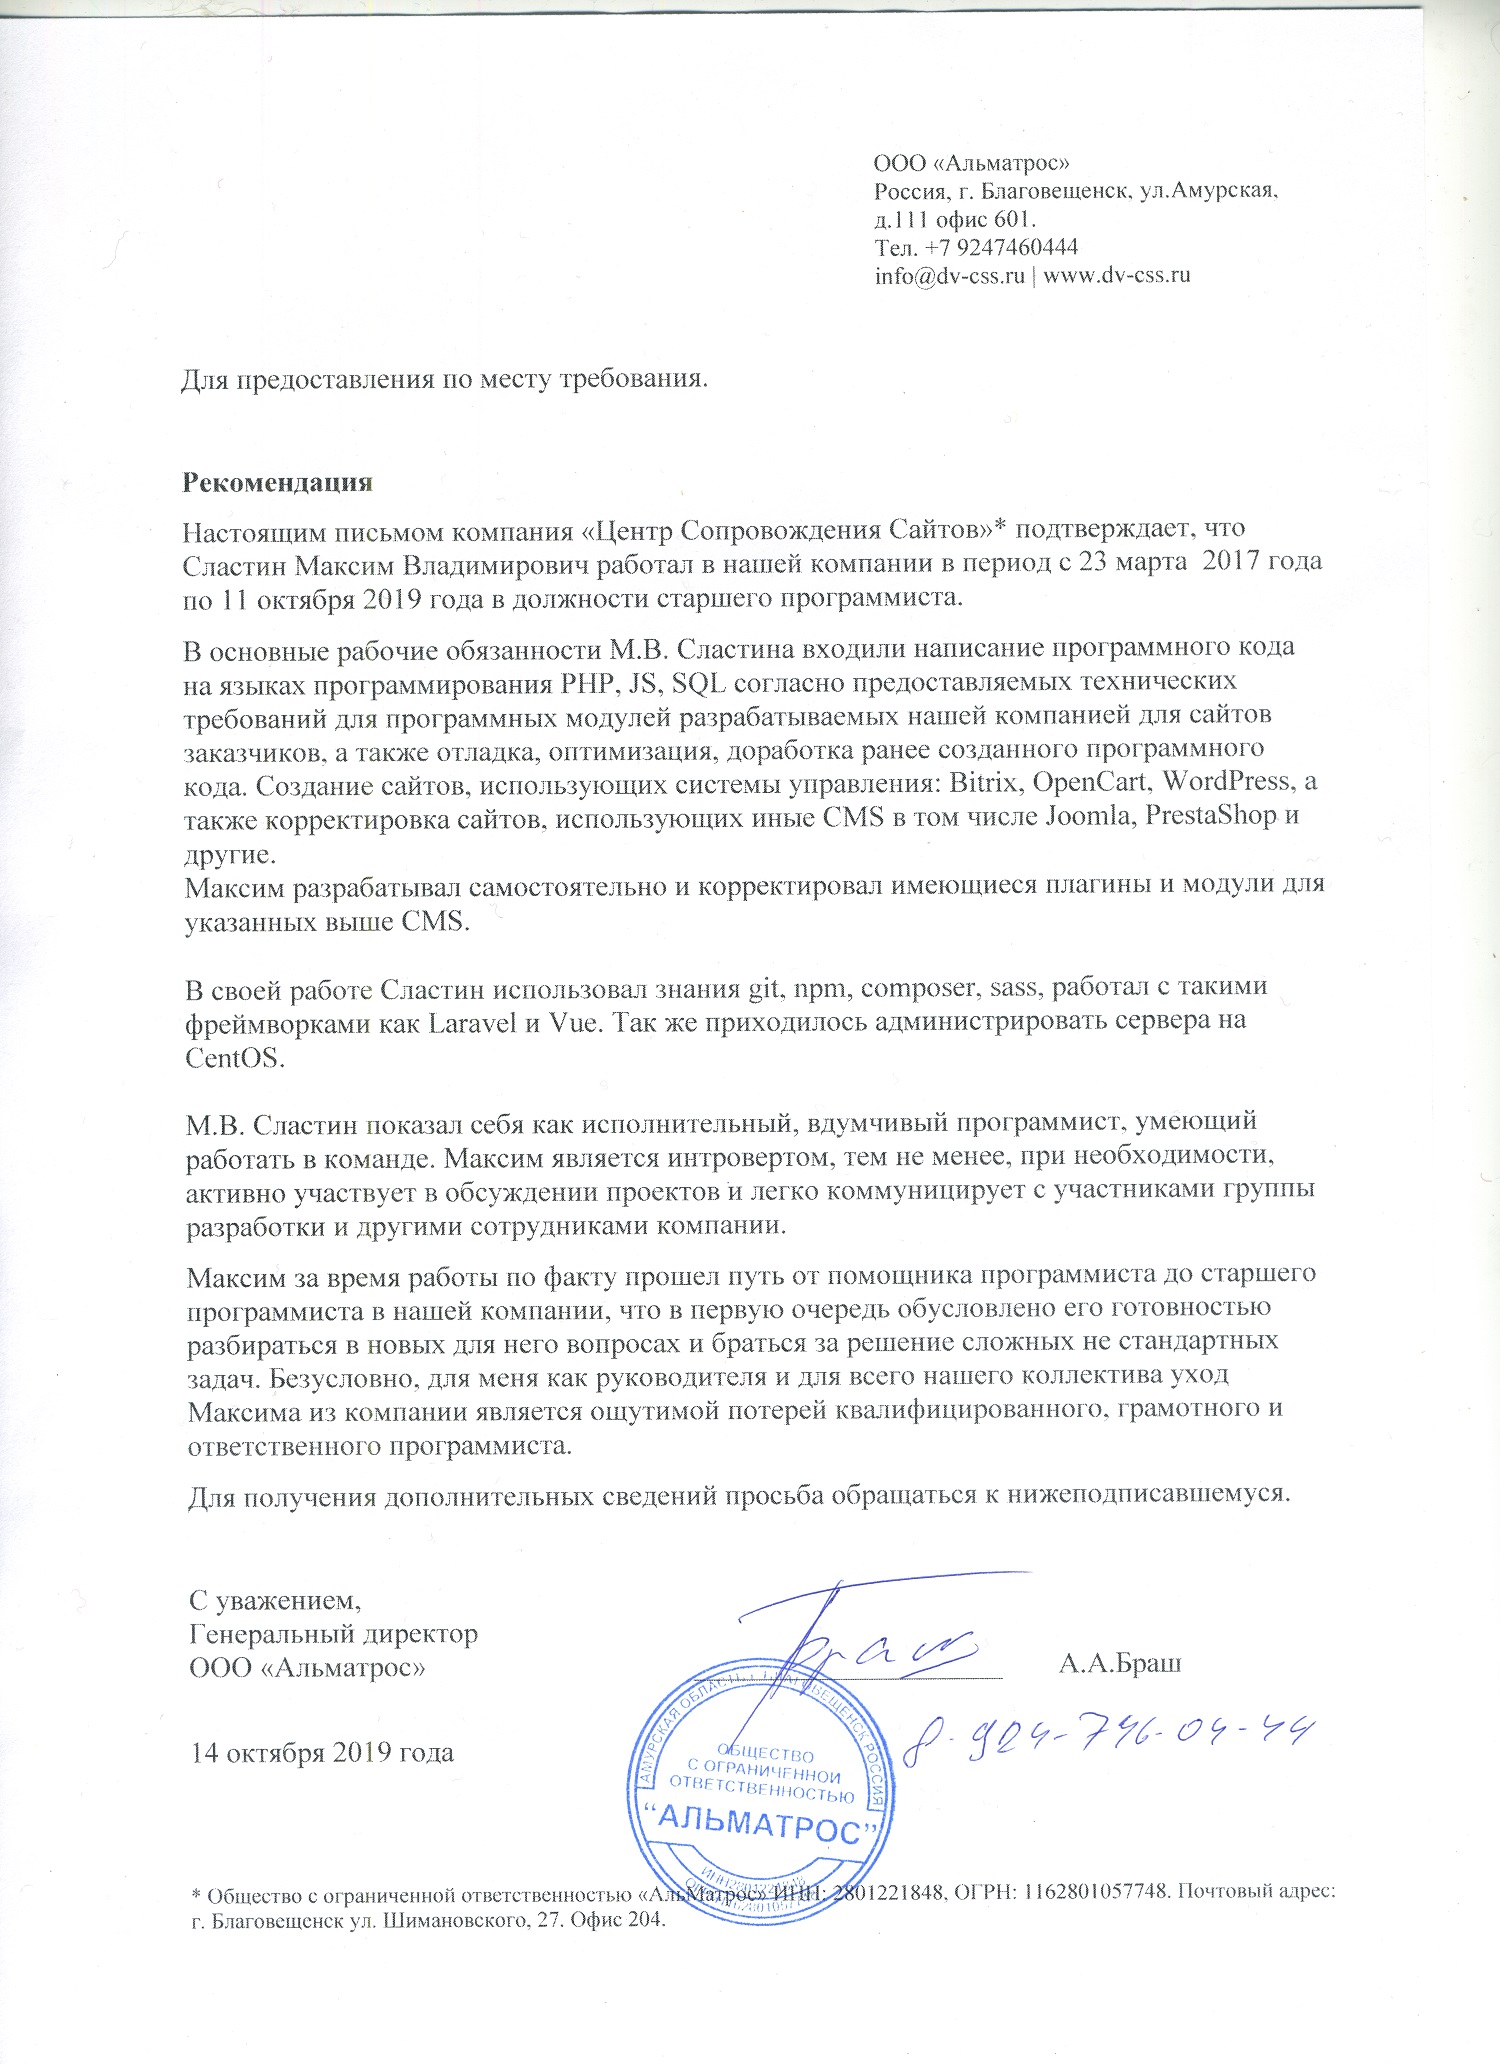 ООО «Альматрос»
Россия, г. Благовещенск, ул.Амурская,
д.111 офис 601.
Тел. +7 9247460444
info@dv-css.ru | www.dv-css.ru
Для предоставления по месту требования.
Рекомендация
Настоящим письмом компания «Центр Сопровождения Сайтов»* подтверждает, что
Сластин Максим Владимирович работал в нашей компании в период с 23 марта 2017 года
по 11 октября 2019 года в должности старшего программиста.
В основные рабочие обязанности М.В. Сластина входили написание программного кода
на языках программирования PHP, JS, SQL согласно предоставляемых технических
требований для программных модулей разрабатываемых нашей компанией для сайтов
заказчиков, а также отладка, оптимизация, доработка ранее созданного программного
кода. Создание сайтов, использующих системы управления: Bitrix, OpenCart, WordPress, а
также корректировка сайтов, использующих иные CMS в том числе Joomla, PrestaShop и
другие.
Максим разрабатывал самостоятельно и корректировал имеющиеся плагины и модули для
указанных выше CMS.
В своей работе Сластин использовал знания git, npm, composer, sass, работал с такими
фреймворками как Laravel и Vue. Так же приходилось администрировать сервера на
CentOS.
М.В. Сластин показал себя как исполнительный, вдумчивый программист, умеющий
работать в команде. Максим является интровертом, тем не менее, при необходимости,
активно участвует в обсуждении проектов и легко коммуницирует с участниками группы
разработки и другими сотрудниками компании.
Максим за время работы по факту прошел путь от помощника программиста до старшего
программиста в нашей компании, что в первую очередь обусловлено его готовностью
разбираться в новых для него вопросах и браться за решение сложных не стандартных
задач. Безусловно, для меня как руководителя и для всего нашего коллектива уход
Максима из компании является ощутимой потерей квалифицированного, грамотного и
ответственного программиста.
Для получения дополнительных сведений просьба обращаться к нижеподписавшемуся.
С уважением,
Генеральный директор
ООО «Альматрос»
Браш
А.А.Браш
8-924-746-04-44
14 октября 2019 года
АМУРСКАЯ ОБЛАСТЬ Г. БЛАГОВЕЩЕНСК РОССИЯ
ОБЩЕСТВО
С ОГРАНИЧЕННОЙ
ОТВЕТСТВЕННОСТЬЮ
“АЛЬМАТРОС”
* Общество с ограниченной ответственностью «АльМатрос» ИНН: 2801221848, ОГРН: 1162801057748. Почтовый адрес:
г. Благовещенск ул. Шимановского, 27. Офис 204.